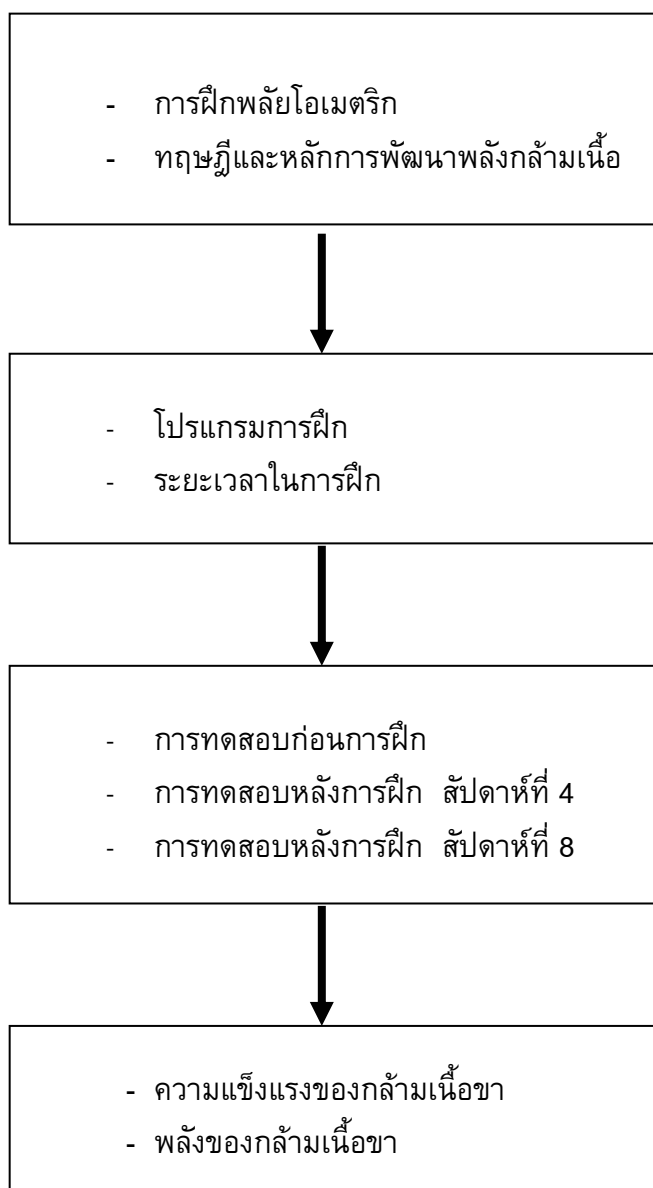 - การฝึกพลัยโอเมตริก
- ทฤษฎีและหลักการพัฒนาพลังกล้ามเนื้อ
- โปรแกรมการฝึก
- ระยะเวลาในการฝึก
- การทดสอบก่อนการฝึก
- การทดสอบหลังการฝึก สัปดาห์ที่ 4
- การทดสอบหลังการฝึก สัปดาห์ที่ 8
- ความแข็งแรงของกล้ามเนื้อขา
- พลังของกล้ามเนื้อขา